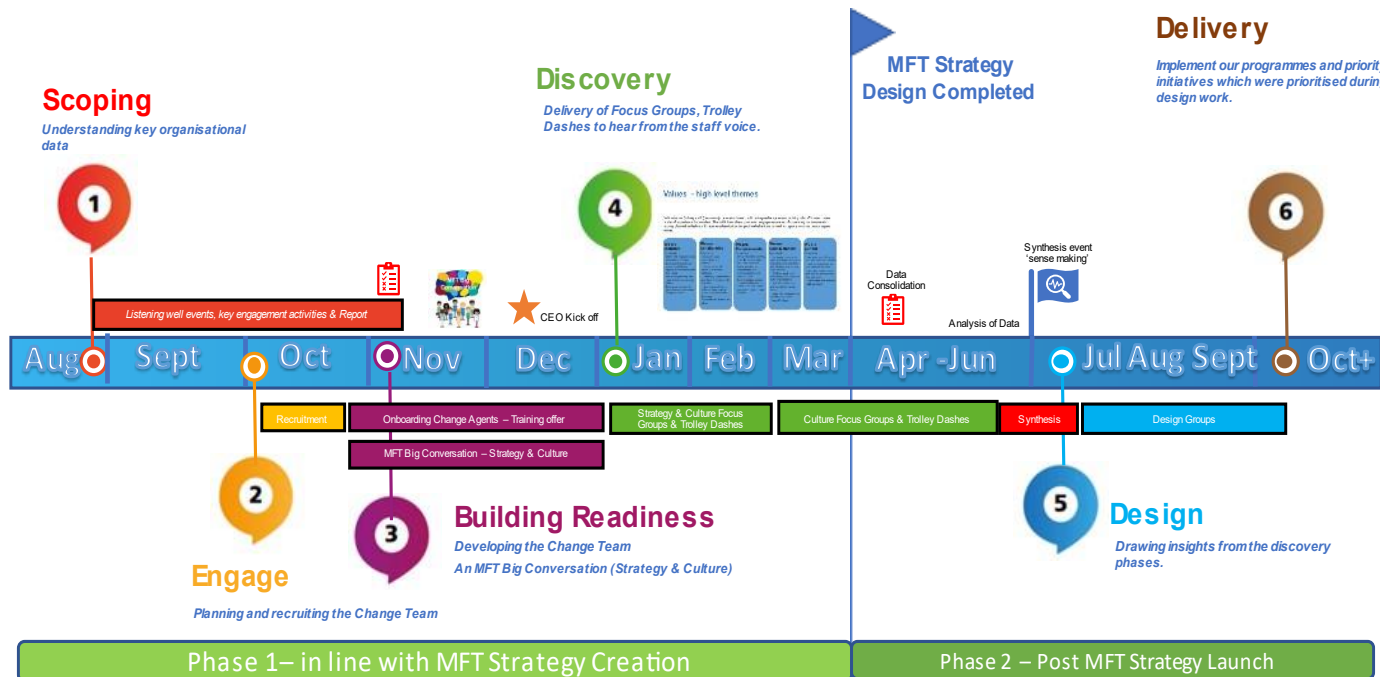 Scoping
Understanding key organisational
data
1
Discovery
Delivery of Focus Groups, Trolley
Dashes to hear from the staff voice.
4
Values – high level themes
MFT Strategy
Design Completed
Delivery
Implement our programmes and priority
initiatives which were prioritised during
design work.
6
Synthesis event
'sense making'
Data
Consolidation
Analysis of Data
Listening well events, key engagement activities & Report
CEO Kick off
Aug Sept Oct Nov Dec Jan Feb Mar Apr -Jun Jul Aug Sept Oct+
Recruitment
Onboarding Change Agents – Training offer
Strategy & Culture Focus
Groups & Trolley Dashes
Culture Focus Groups & Trolley Dashes
Synthesis
Design Groups
MFT Big Conversation – Strategy & Culture
2
Engage
Planning and recruiting the Change Team
3
Building Readiness
Developing the Change Team
An MFT Big Conversation (Strategy & Culture)
5
Design
Drawing insights from the discovery
phases.
Phase 1– in line with MFT Strategy Creation
Phase 2 – Post MFT Strategy Launch